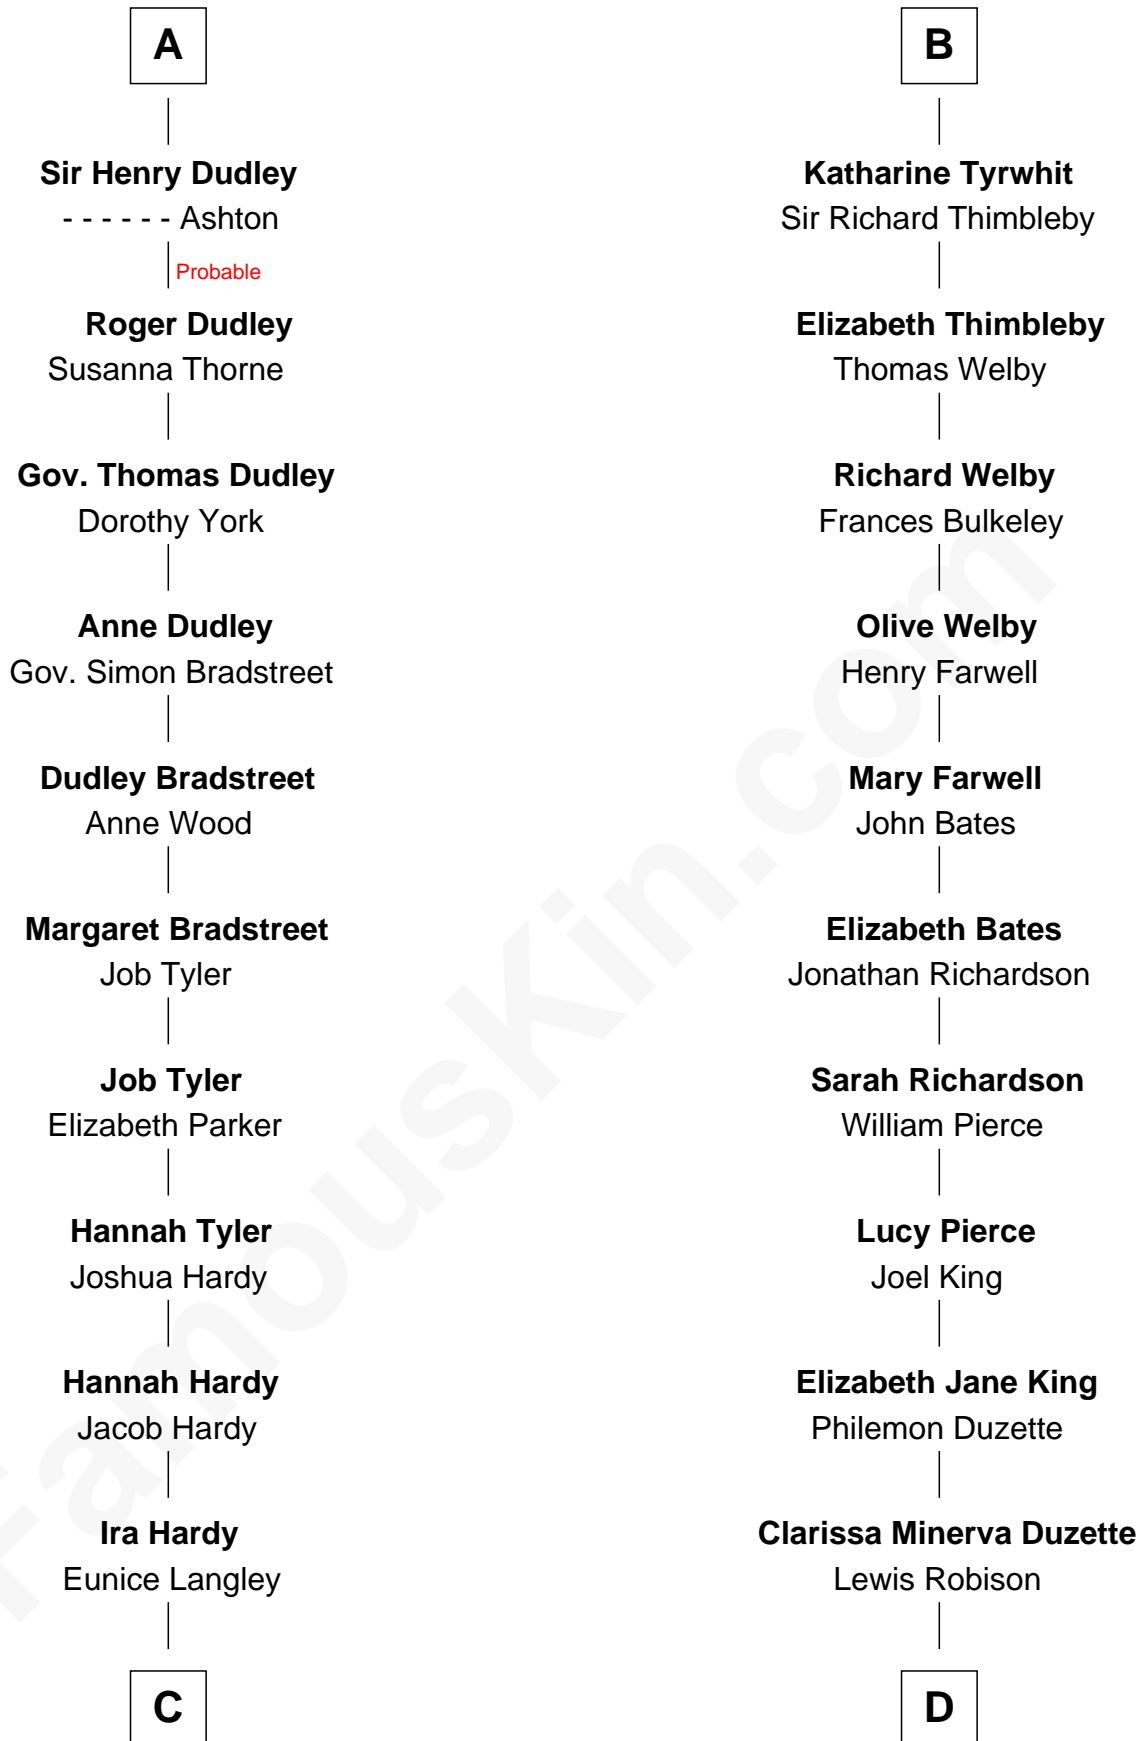 A
Sir Henry Dudley
- - - - - - Ashton
Probable
Roger Dudley
Susanna Thorne
Gov. Thomas Dudley
Dorothy York
Anne Dudley
Gov. Simon Bradstreet
Dudley Bradstreet
Anne Wood
Margaret Bradstreet
Job Tyler
Job Tyler
Elizabeth Parker
Hannah Tyler
Joshua Hardy
Hannah Hardy
Jacob Hardy
Ira Hardy
Eunice Langley
C
B
Katharine Tyrwhit
Sir Richard Thimbleby
Elizabeth Thimbleby
Thomas Welby
Richard Welby
Frances Bulkeley
Olive Welby
Henry Farwell
Mary Farwell
John Bates
Elizabeth Bates
Jonathan Richardson
Sarah Richardson
William Pierce
Lucy Pierce
Joel King
Elizabeth Jane King
Philemon Duzette
Clarissa Minerva Duzette
Lewis Robison
D
FamousKin.com